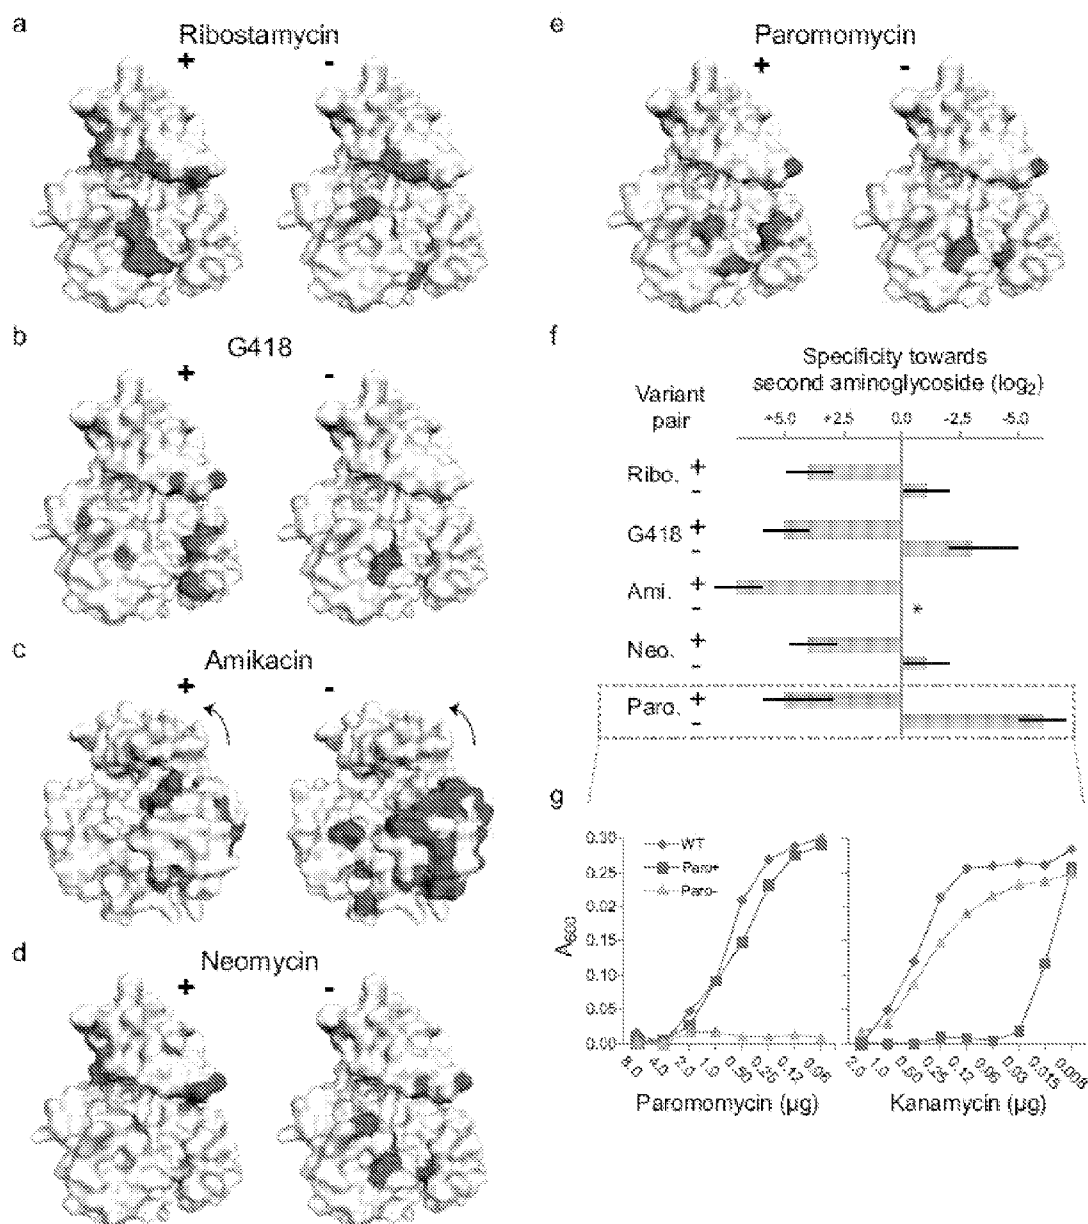 a
Ribostamycin
+ -
e
Paromomycin
+ -
b
G418
+ -
f
Specificity towards
second aminoglycoside (log2)
Variant
pair
+5.0 +2.5 0.0 -2.5 -5.0
Ribo. +
-
G418 +
-
Ami. +
- *
Neo. +
-
Paro. +
-
c
Amikacin
+ -
g
0.30
0.25
0.02
0.15
0.10
0.05
0.00
A600
WT
Paro+
Paro-
8.0 4.0 2.0 1.0 0.50 0.25 0.12 0.06
Paromomycin (µg)
2.0 1.0 0.50 0.25 0.12 0.06 0.03 0.015 0.008
Kanamycin (µg)
d
Neomycin
+ -